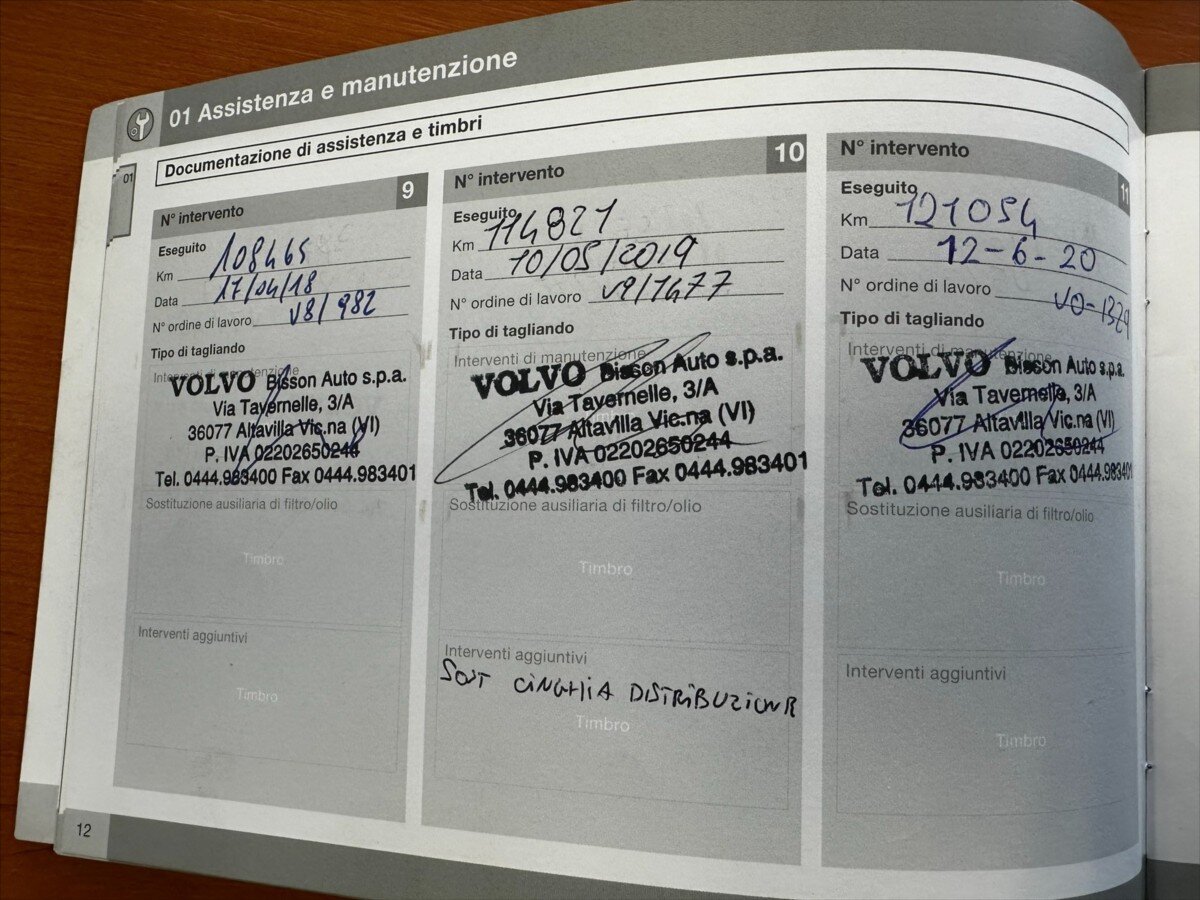 01 Assistenza e manutenzione
Documentazione di assistenza e timbri
01
N° intervento 9
Eseguito
Km 108465
Data 17/04/18
N° ordine di lavoro V8/982
Tipo di tagliando
Interventi di manutenzione
VOLVO Bisson Auto s.p.a.
Via Tavernelle, 3/A
36077 Altavilla Vic.na (VI)
P. IVA 02202650244
Tel. 0444.983400 Fax 0444.983401
Sostituzione ausiliaria di filtro/olio
Timbro
Interventi aggiuntivi
Timbro
N° intervento 10
Eseguito
Km 114821
Data 10/05/2019
N° ordine di lavoro V9/1477
Tipo di tagliando
Interventi di manutenzione
VOLVO Bisson Auto s.p.a.
Via Tavernelle, 3/A
36077 Altavilla Vic.na (VI)
P. IVA 02202650244
Tel. 0444.983400 Fax 0444.983401
Sostituzione ausiliaria di filtro/olio
Timbro
Interventi aggiuntivi
SOST CINGHIA DISTRIBUZIONE
Timbro
N° intervento 11
Eseguito
Km 121054
Data 12-6-20
N° ordine di lavoro V0-1329
Tipo di tagliando
Interventi di manutenzione
VOLVO Bisson Auto s.p.a.
Via Tavernelle, 3/A
36077 Altavilla Vic.na (VI)
P. IVA 02202650244
Tel. 0444.983400 Fax 0444.983401
Sostituzione ausiliaria di filtro/olio
Timbro
Interventi aggiuntivi
Timbro
12